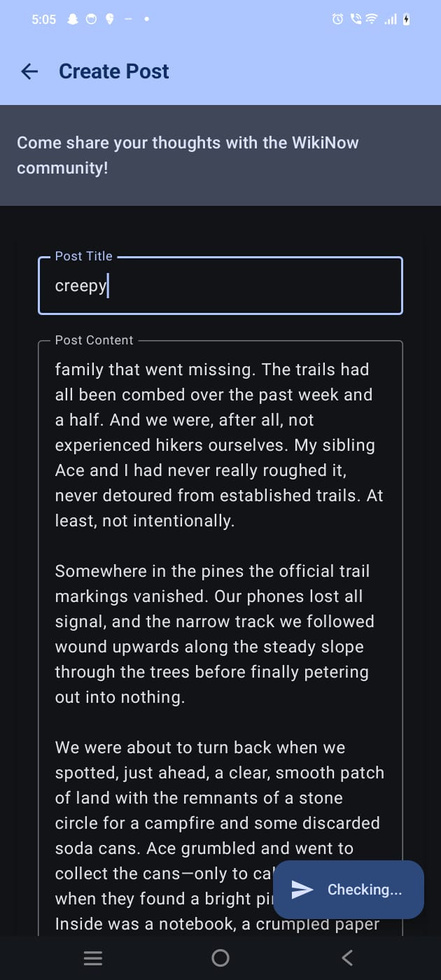 5:05
Create Post
Come share your thoughts with the WikiNow
community!
Post Title
creepy
Post Content
family that went missing. The trails had
all been combed over the past week and
a half. And we were, after all, not
experienced hikers ourselves. My sibling
Ace and I had never really roughed it,
never detoured from established trails. At
least, not intentionally.
Somewhere in the pines the official trail
markings vanished. Our phones lost all
signal, and the narrow track we followed
wound upwards along the steady slope
through the trees before finally petering
out into nothing.
We were about to turn back when we
spotted, just ahead, a clear, smooth patch
of land with the remnants of a stone
circle for a campfire and some discarded
soda cans. Ace grumbled and went to
collect the cans—only to
when they found a bright
Inside was a notebook, a crumpled paper
Checking...